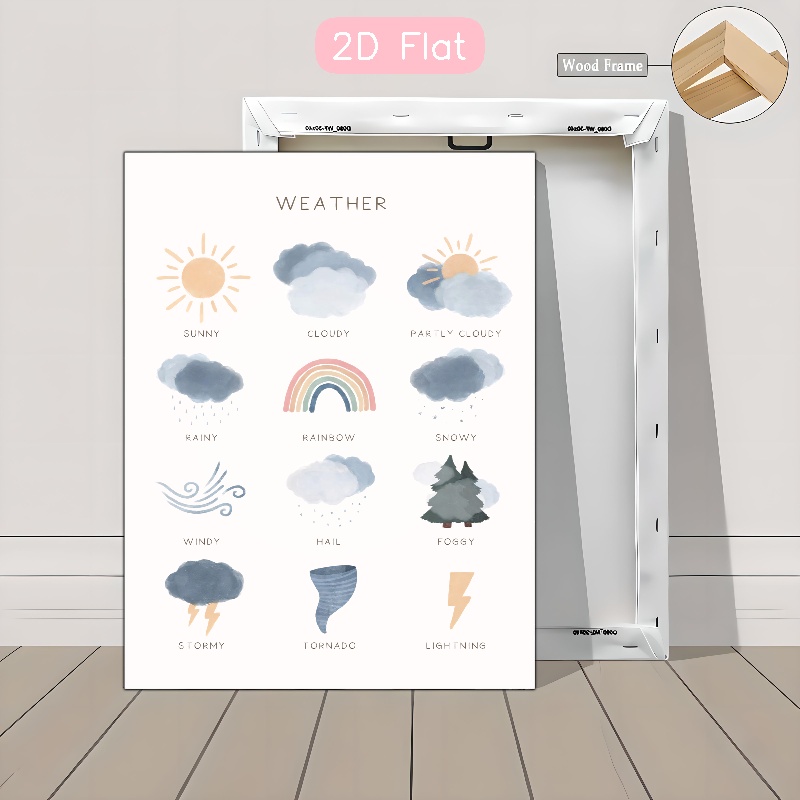 2D Flat
Wood Frame
WEATHER
SUNNY
CLOUDY
PARTLY CLOUDY
RAINY
RAINBOW
SNOWY
WINDY
HAIL
FOGGY
STORMY
TORNADO
LIGHTNING